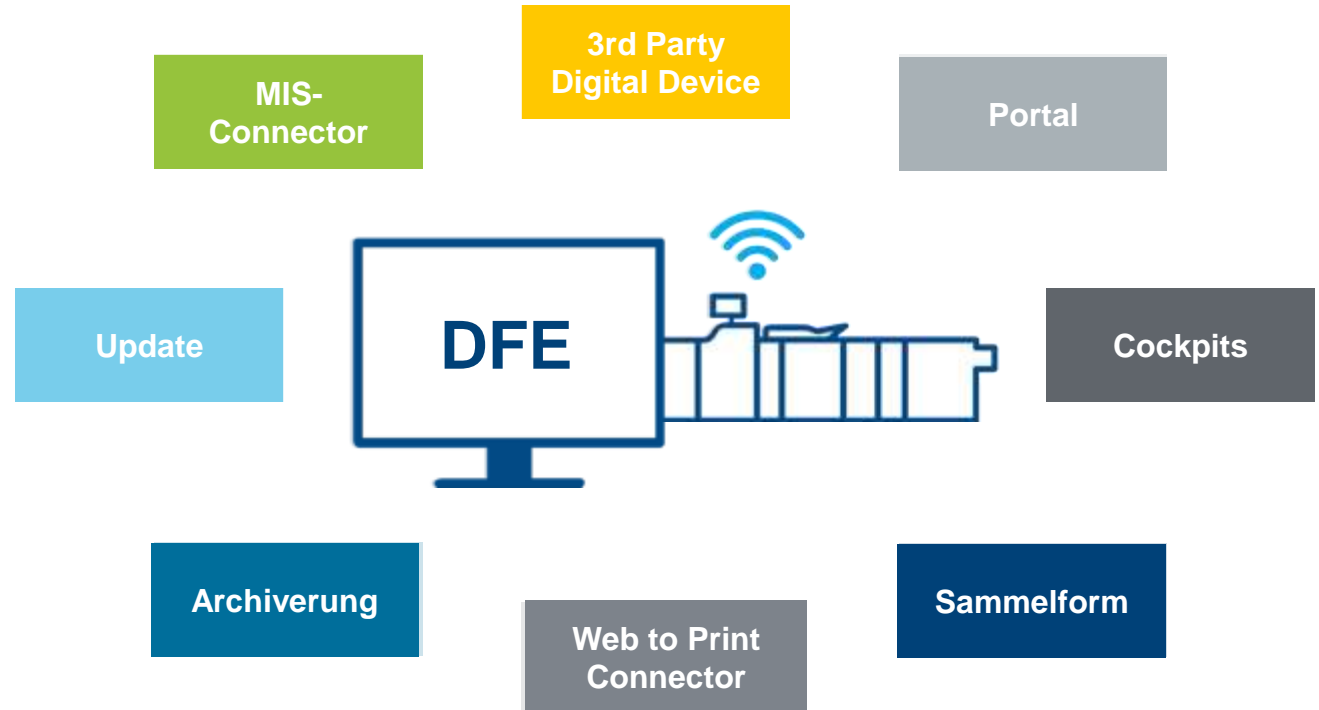 3rd Party
Digital Device
MIS-
Connector
Portal
Update
DFE
Cockpits
Archiverung
Sammelform
Web to Print
Connector